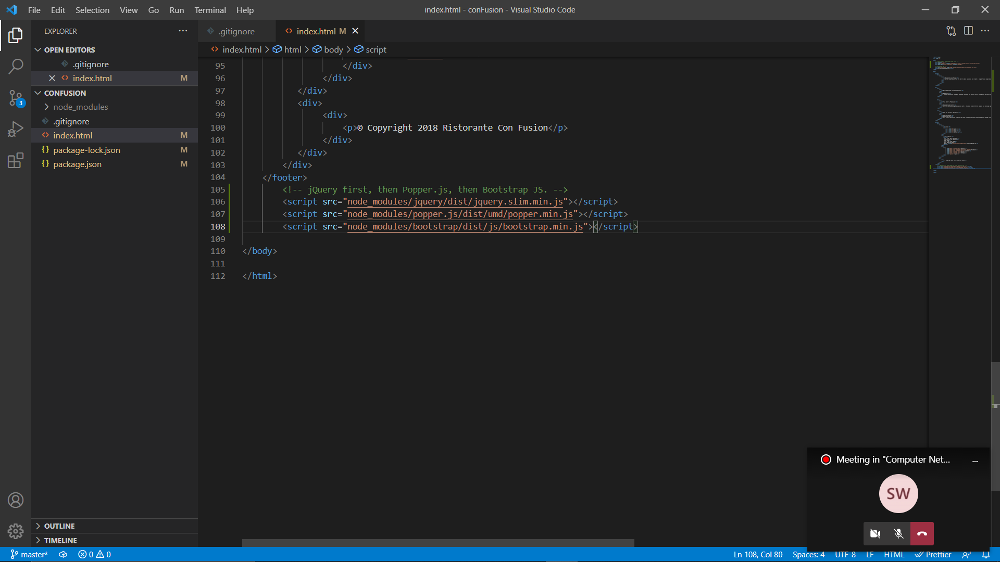 File Edit Selection View Go Run Terminal Help
index.html - conFusion - Visual Studio Code
EXPLORER
OPEN EDITORS
.gitignore
index.html M
CONFUSION
node_modules
.gitignore
index.html M
package-lock.json M
package.json M
OUTLINE
TIMELINE
3
.gitignore
index.html M
index.html > html > body > script
95 </div>
96 </div>
97 </div>
98 <div>
99 <div>
100 <p>© Copyright 2018 Ristorante Con Fusion</p>
101 </div>
102 </div>
103 </div>
104 </footer>
105 <!-- jQuery first, then Popper.js, then Bootstrap JS. -->
106 <script src="node_modules/jquery/dist/jquery.slim.min.js"></script>
107 <script src="node_modules/popper.js/dist/umd/popper.min.js"></script>
108 <script src="node_modules/bootstrap/dist/js/bootstrap.min.js"></script>
109
110 </body>
111
112 </html>
Meeting in "Computer Net...
SW
master* 0 0
Ln 108, Col 80 Spaces: 4 UTF-8 LF HTML Prettier